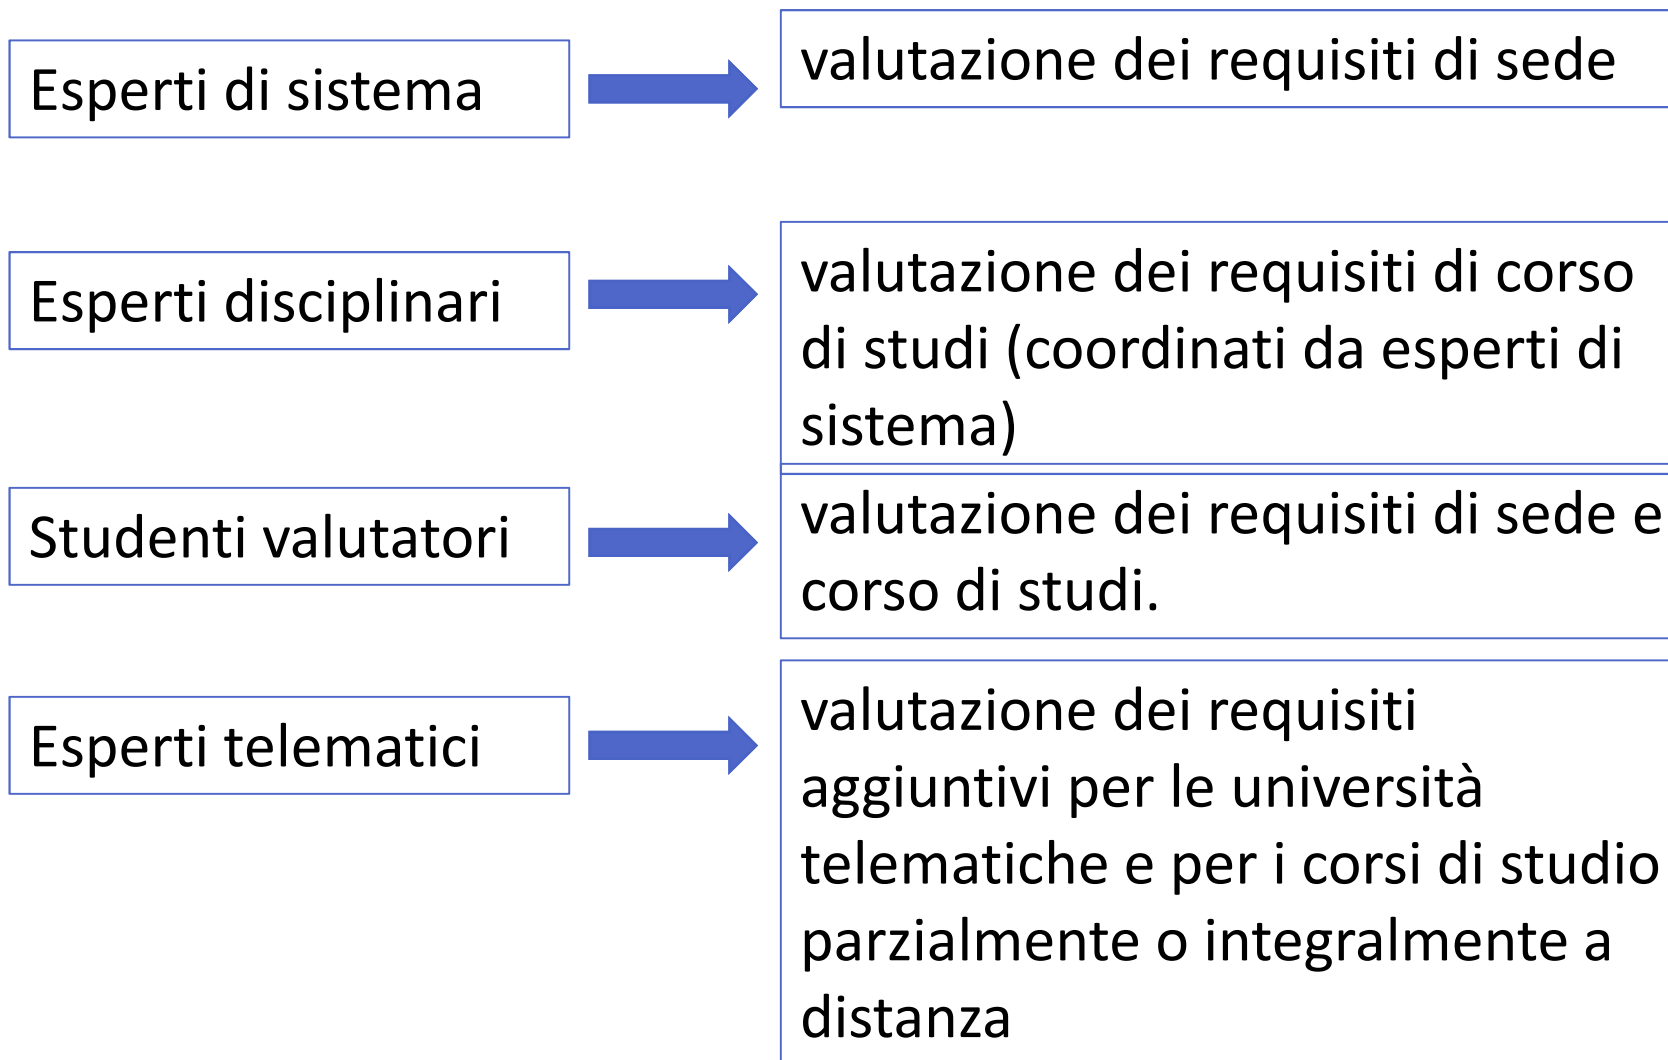 Esperti di sistema
valutazione dei requisiti di sede
Esperti disciplinari
valutazione dei requisiti di corso
di studi (coordinati da esperti di
sistema)
Studenti valutatori
valutazione dei requisiti di sede e
corso di studi.
Esperti telematici
valutazione dei requisiti
aggiuntivi per le università
telematiche e per i corsi di studio
parzialmente o integralmente a
distanza